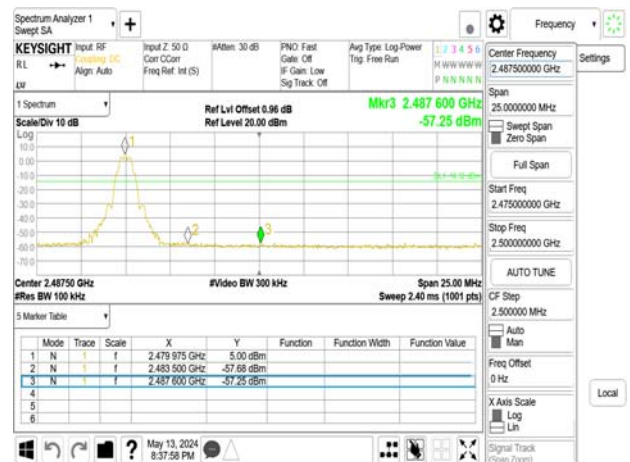 Spectrum Analyzer 1
Swept SA
+
Frequency
Settings
KEYSIGHT
RL
LXI
Input: RF
Coupling: DC
Align: Auto
Input Z: 50 Ω
Corr CCorr
Freq Ref: Int (S)
#Atten: 30 dB
PNO: Fast
Gate: Off
IF Gain: Low
Sig Track: Off
Avg Type: Log-Power
Trig: Free Run
1 2 3 4 5 6
M W W W W W
P N N N N N
1 Spectrum
Scale/Div 10 dB
Ref Lvl Offset 0.96 dB
Ref Level 20.00 dBm
Mkr3 2.487 600 GHz
-57.25 dBm
Log
10.0
0.00
-10.0
-20.0
-30.0
-40.0
-50.0
-60.0
-70.0
1
2
3
Center 2.48750 GHz
#Res BW 100 kHz
#Video BW 300 kHz
Span 25.00 MHz
Sweep 2.40 ms (1001 pts)
5 Marker Table
Mode Trace Scale X Y Function Function Width Function Value
1 N 1 f 2.479 975 GHz 5.00 dBm
2 N 1 f 2.483 500 GHz -57.68 dBm
3 N 1 f 2.487 600 GHz -57.25 dBm
4
5
6
?
May 13, 2024
8:37:58 PM
Center Frequency
2.487500000 GHz
Span
25.0000000 MHz
Swept Span
Zero Span
Full Span
Start Freq
2.475000000 GHz
Stop Freq
2.500000000 GHz
AUTO TUNE
CF Step
2.500000 MHz
Auto
Man
Freq Offset
0 Hz
X Axis Scale
Log
Lin
Signal Track
(Span Zoom)
Local